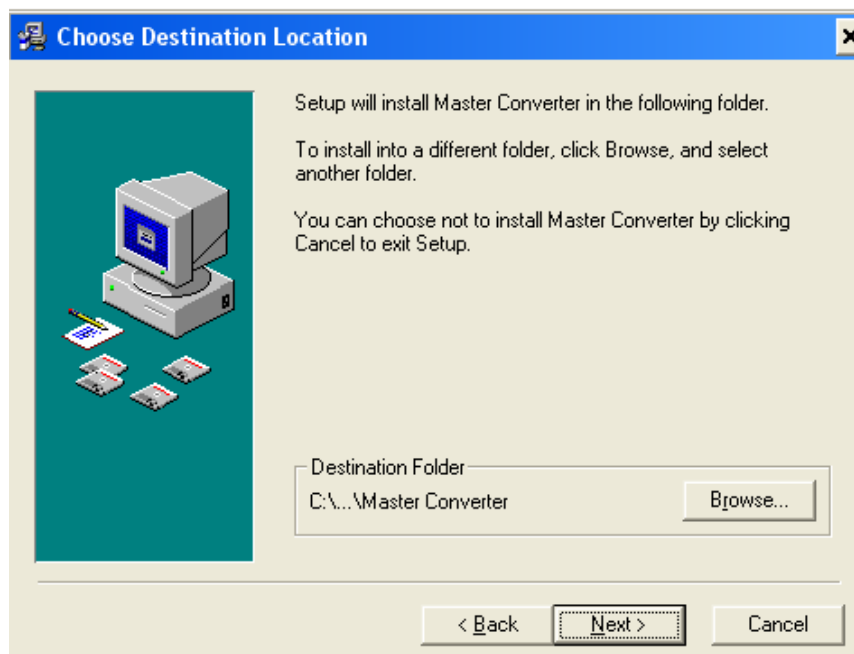 Choose Destination Location
Setup will install Master Converter in the following folder.
To install into a different folder, click Browse, and select
another folder.
You can choose not to install Master Converter by clicking
Cancel to exit Setup.
Destination Folder
C:\...\Master Converter
Browse...
< Back
Next >
Cancel